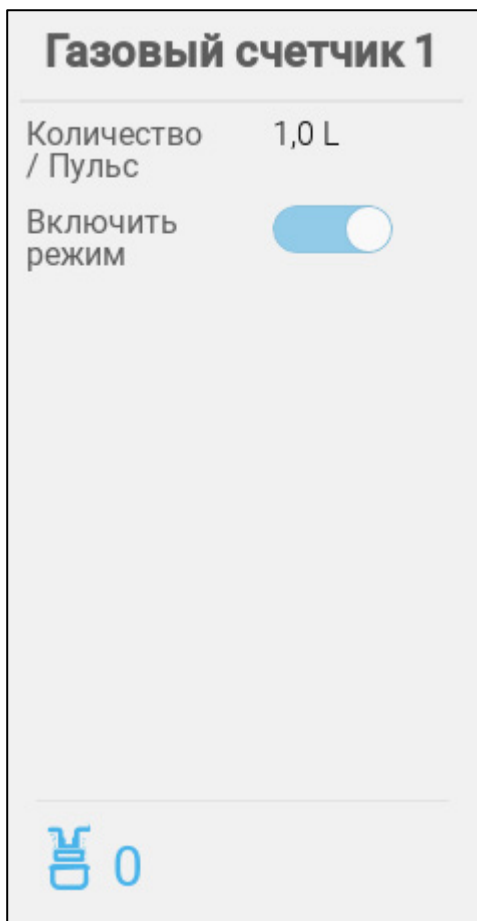 Газовый счетчик 1
Количество 1,0 L
/ Пульс
Включить
режим
0